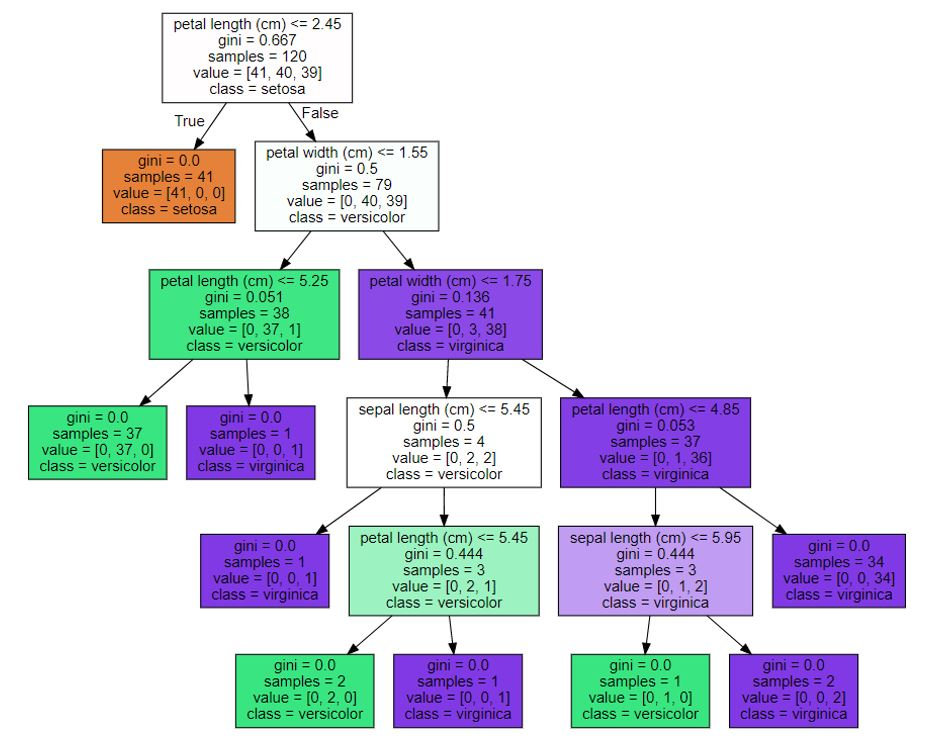 petal length (cm) <= 2.45
gini = 0.667
samples = 120
value = [41, 40, 39]
class = setosa
True
False
gini = 0.0
samples = 41
value = [41, 0, 0]
class = setosa
petal width (cm) <= 1.55
gini = 0.5
samples = 79
value = [0, 40, 39]
class = versicolor
petal length (cm) <= 5.25
gini = 0.051
samples = 38
value = [0, 37, 1]
class = versicolor
petal width (cm) <= 1.75
gini = 0.136
samples = 41
value = [0, 3, 38]
class = virginica
gini = 0.0
samples = 37
value = [0, 37, 0]
class = versicolor
gini = 0.0
samples = 1
value = [0, 0, 1]
class = virginica
sepal length (cm) <= 5.45
gini = 0.5
samples = 4
value = [0, 2, 2]
class = versicolor
petal length (cm) <= 4.85
gini = 0.053
samples = 37
value = [0, 1, 36]
class = virginica
gini = 0.0
samples = 1
value = [0, 0, 1]
class = virginica
petal length (cm) <= 5.45
gini = 0.444
samples = 3
value = [0, 2, 1]
class = versicolor
sepal length (cm) <= 5.95
gini = 0.444
samples = 3
value = [0, 1, 2]
class = virginica
gini = 0.0
samples = 34
value = [0, 0, 34]
class = virginica
gini = 0.0
samples = 2
value = [0, 2, 0]
class = versicolor
gini = 0.0
samples = 1
value = [0, 0, 1]
class = virginica
gini = 0.0
samples = 1
value = [0, 1, 0]
class = versicolor
gini = 0.0
samples = 2
value = [0, 0, 2]
class = virginica